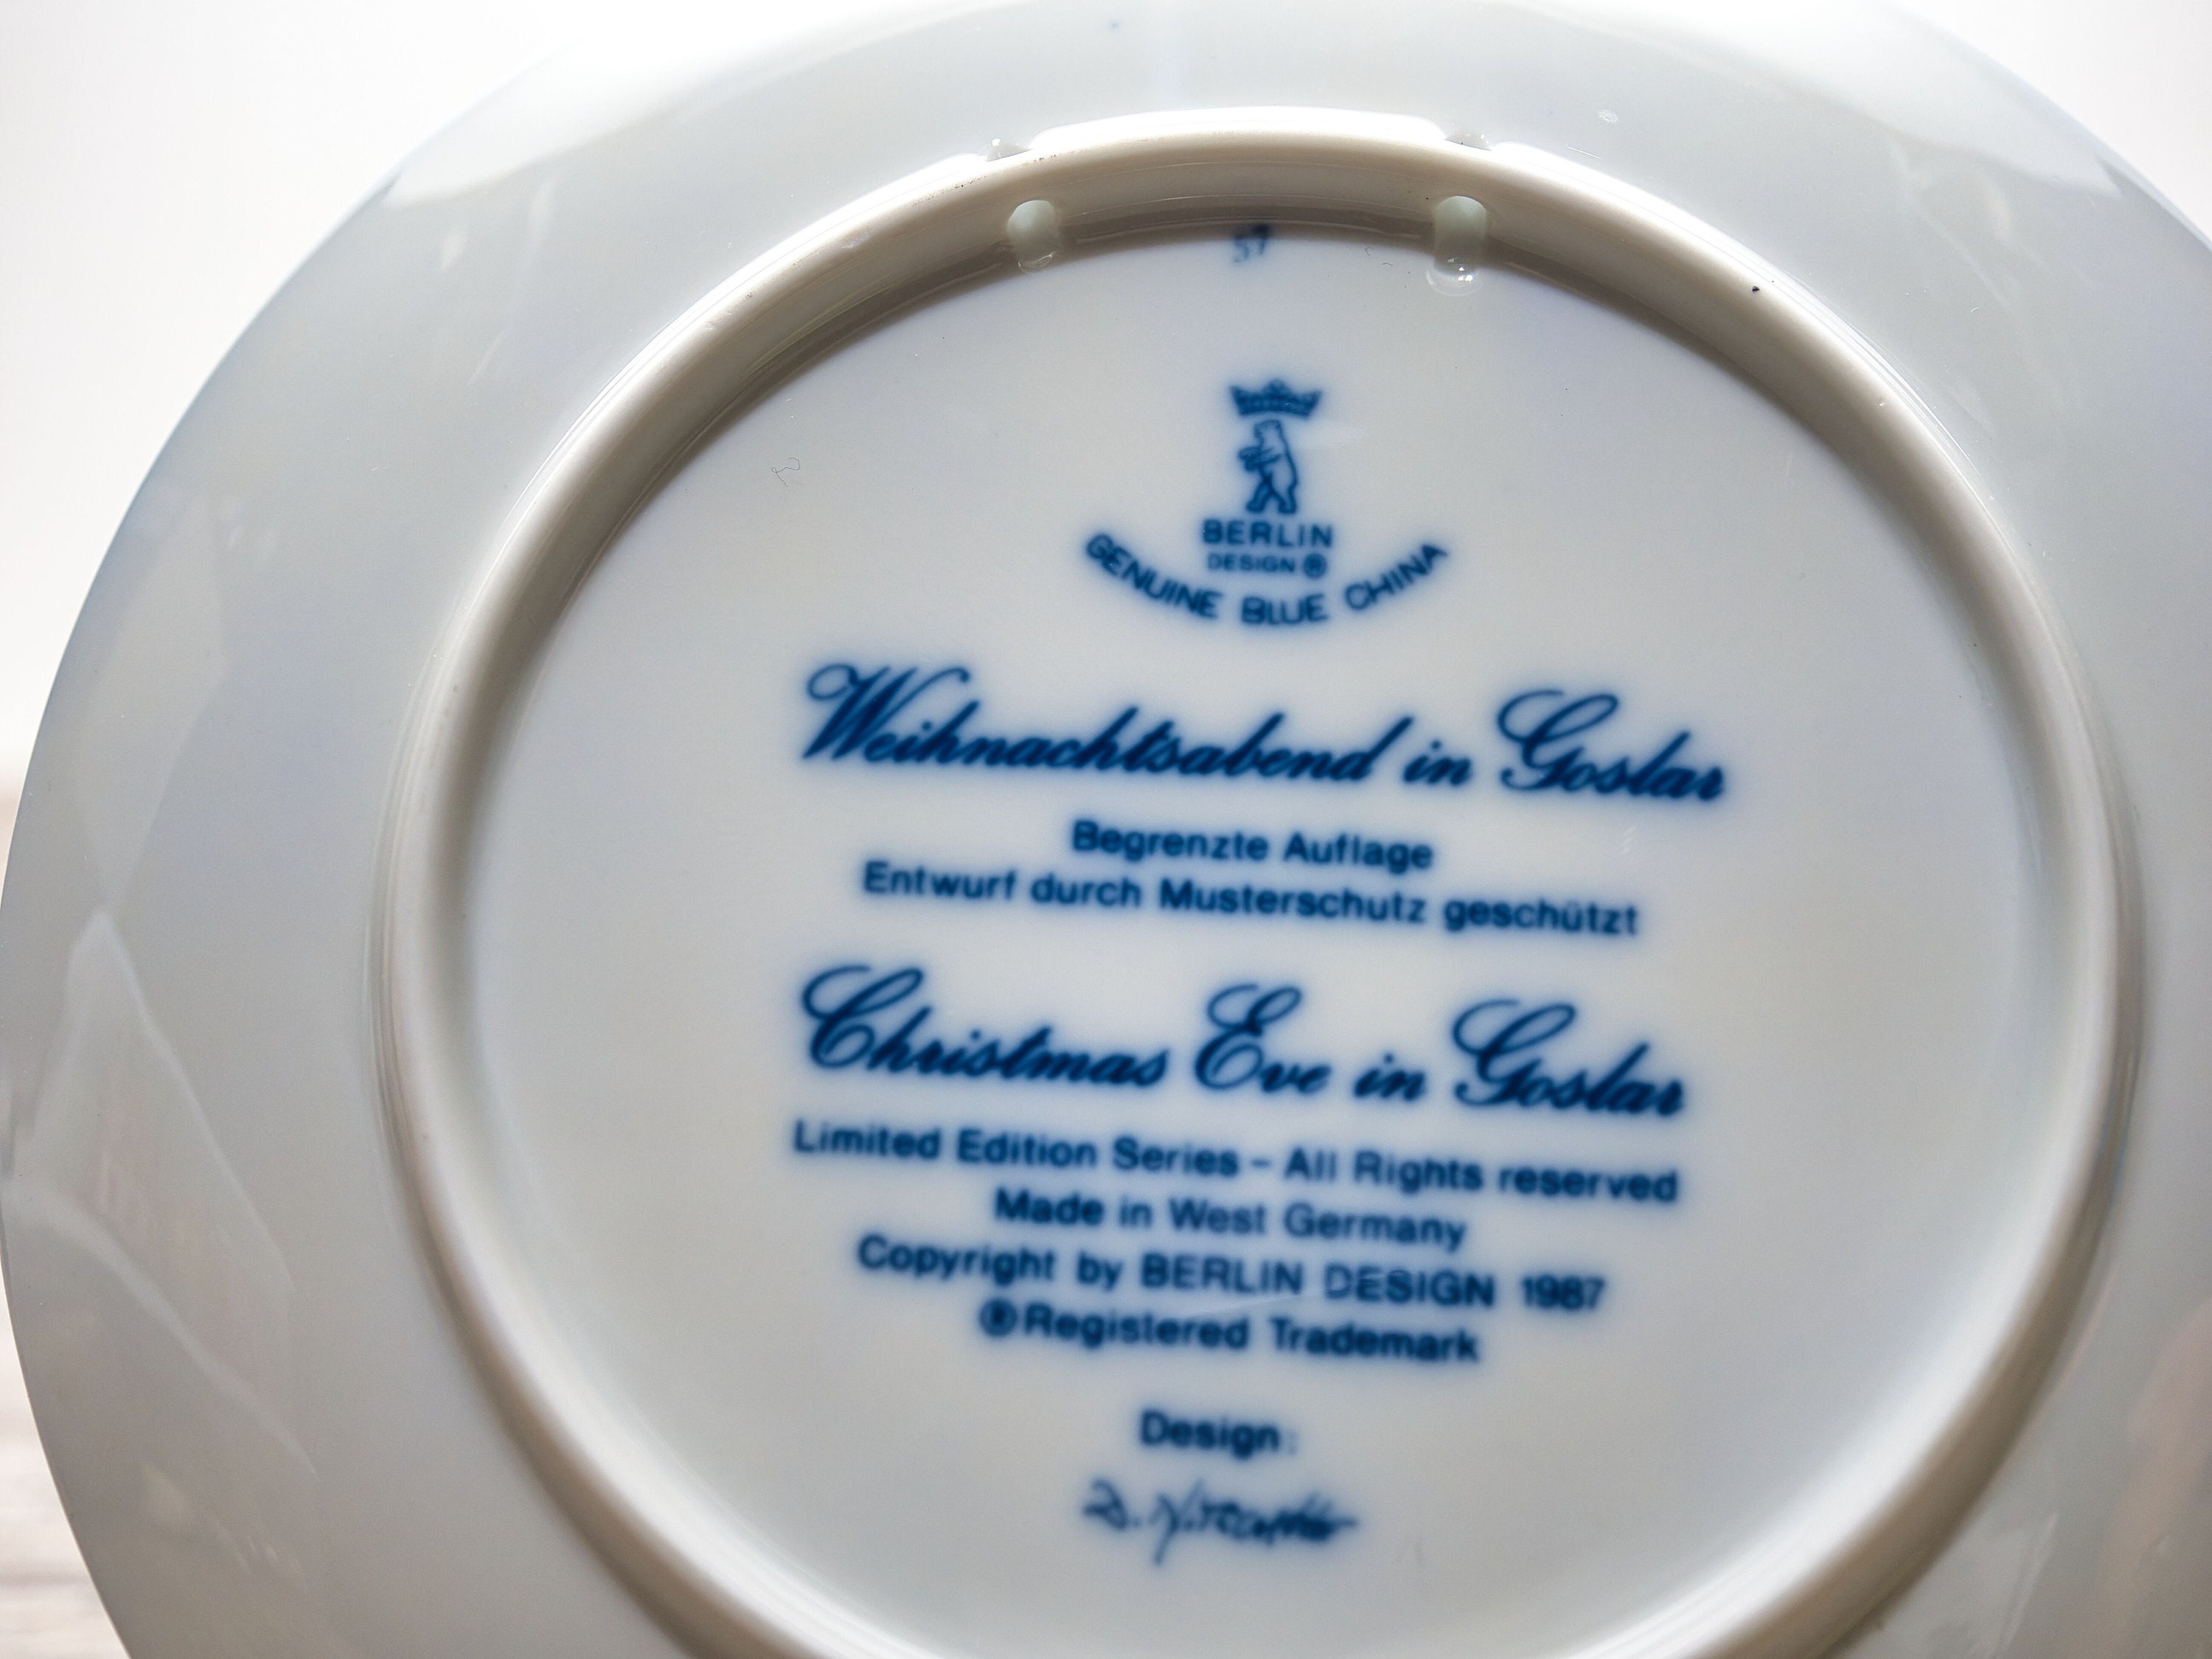 57
BERLIN
DESIGN ®
GENUINE BLUE CHINA
Weihnachtsabend in Goslar
Begrenzte Auflage
Entwurf durch Musterschutz geschützt
Christmas Eve in Goslar
Limited Edition Series – All Rights reserved
Made in West Germany
Copyright by BERLIN DESIGN 1987
® Registered Trademark
Design: